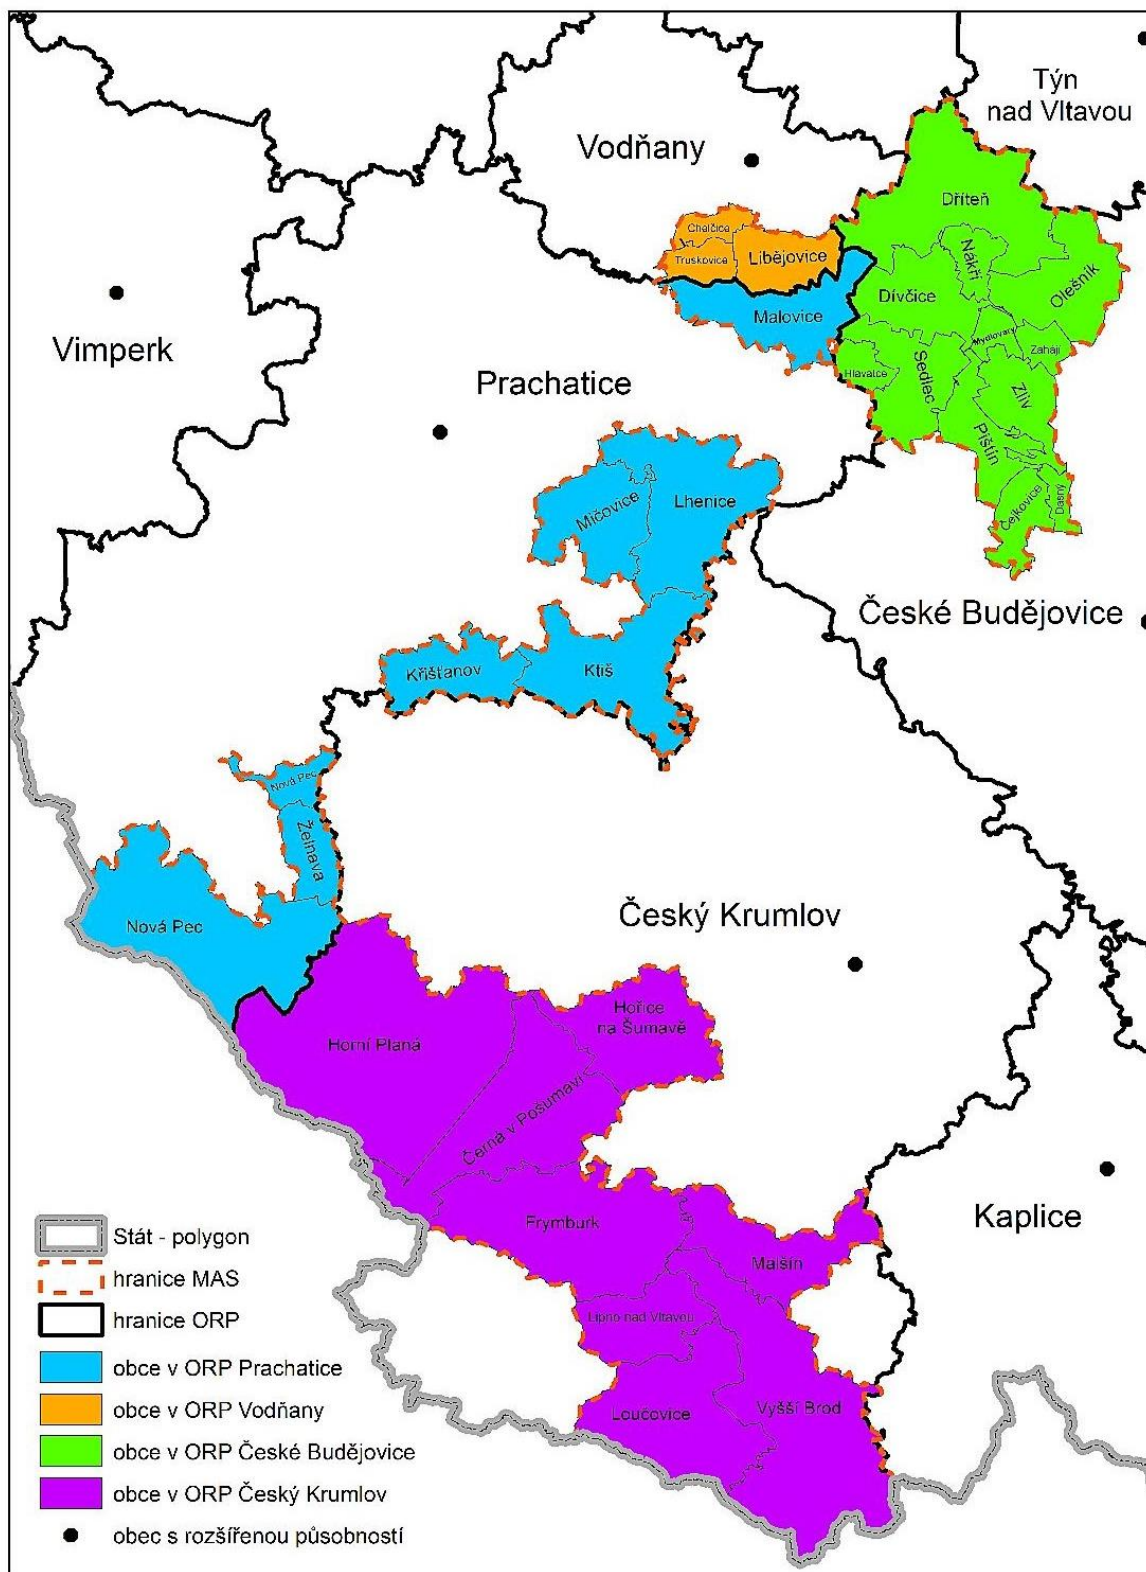 Týn
nad Vltavou
Vodňany
Dříteň
Chelčice
Truskovice
Libějovice
Nákří
Olešník
Dívčice
Malovice
Mydlovary
Zahájí
Vimperk
Hlavatce
Sedlec
Zliv
Prachatice
Pištín
Čejkovice
Dasný
Mičovice
Lhenice
České Budějovice
Křišťanov
Ktiš
Nová Pec
Želnava
Český Krumlov
Nová Pec
Hořice
na Šumavě
Horní Planá
Černá v Pošumaví
Kaplice
Frymburk
Malšín
Lipno nad Vltavou
Loučovice
Vyšší Brod
Stát - polygon
hranice MAS
hranice ORP
obce v ORP Prachatice
obce v ORP Vodňany
obce v ORP České Budějovice
obce v ORP Český Krumlov
obec s rozšířenou působností